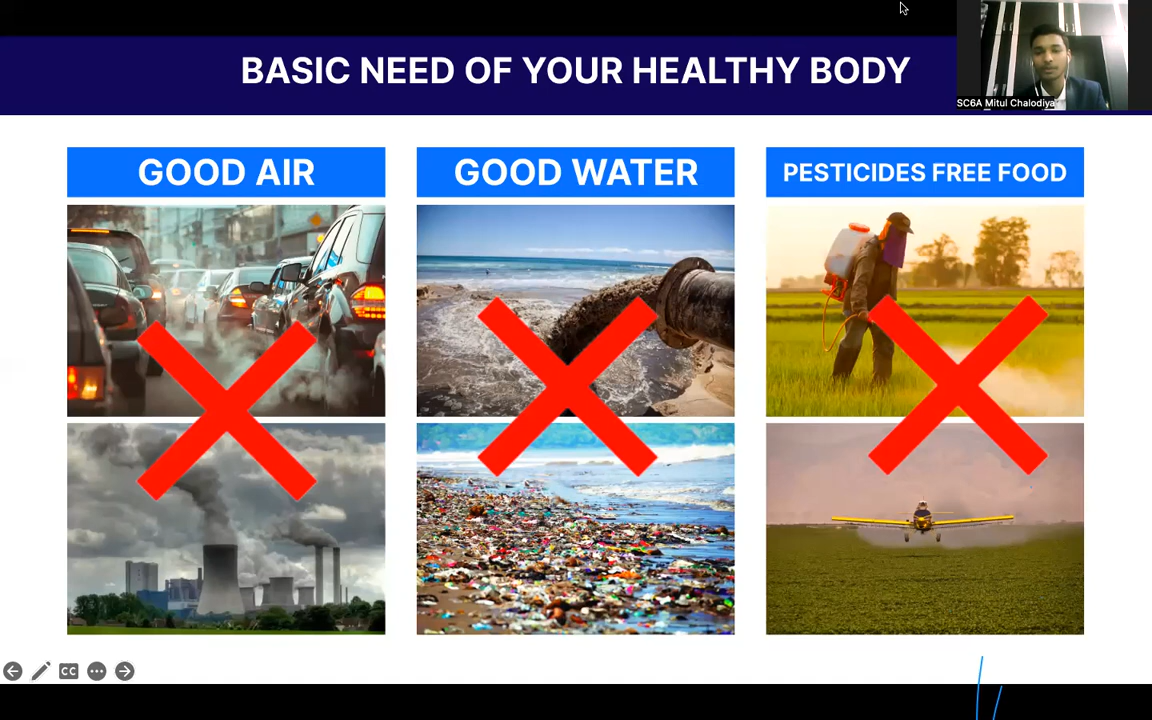 BASIC NEED OF YOUR HEALTHY BODY
SC6A Mitul Chalodiya
GOOD AIR
GOOD WATER
PESTICIDES FREE FOOD
CC